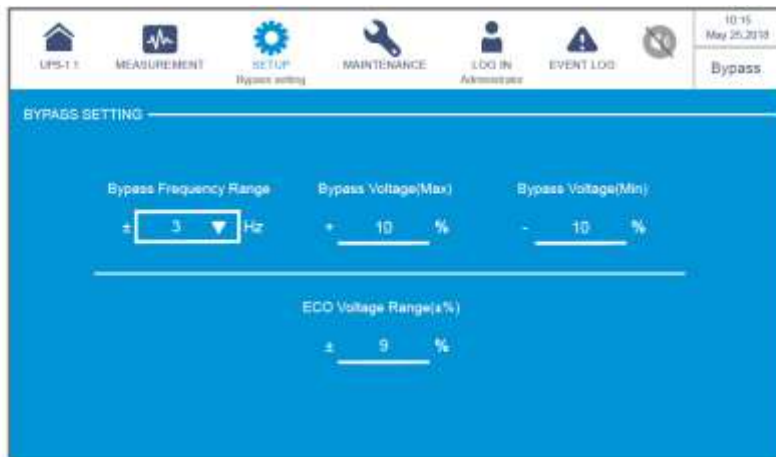 10:15
May 25,2018
UPS-1 1
MEASUREMENT
SETUP
MAINTENANCE
LOG IN
EVENT LOG
Bypass setting
Administrator
Bypass
BYPASS SETTING
Bypass Frequency Range
Bypass Voltage(Max)
Bypass Voltage(Min)
± 3 Hz
+ 10 %
- 10 %
ECO Voltage Range(±%)
± 9 %